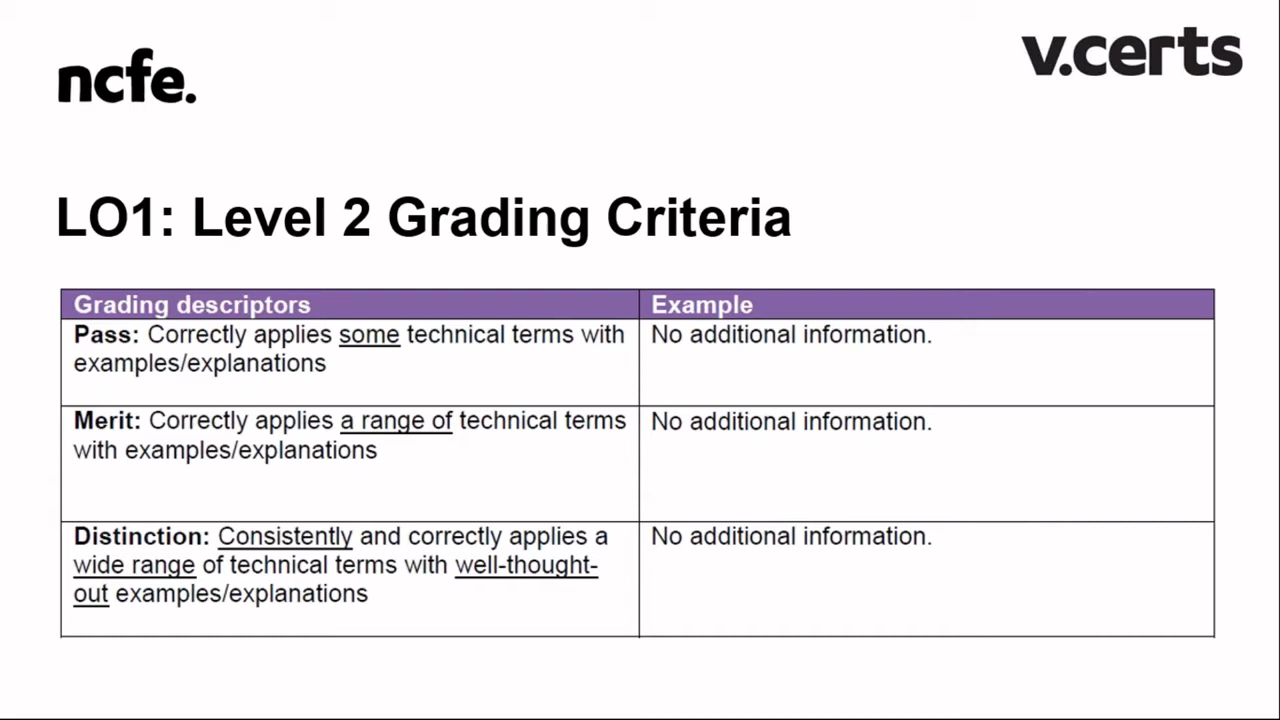 ncfe.
v.certs
LO1: Level 2 Grading Criteria
Grading descriptors
Example
Pass: Correctly applies some technical terms with
examples/explanations
No additional information.
Merit: Correctly applies a range of technical terms
with examples/explanations
No additional information.
Distinction: Consistently and correctly applies a
wide range of technical terms with well-thought-
out examples/explanations
No additional information.